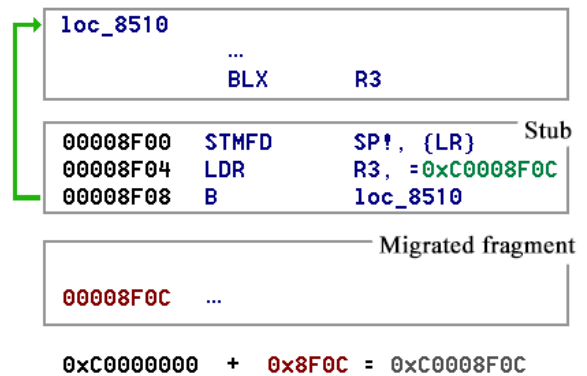 loc_8510
...
BLX R3
Stub
00008F00 STMFD SP!, {LR}
00008F04 LDR R3, =0xC0008F0C
00008F08 B loc_8510
Migrated fragment
00008F0C ...
0xC0000000 + 0x8F0C = 0xC0008F0C